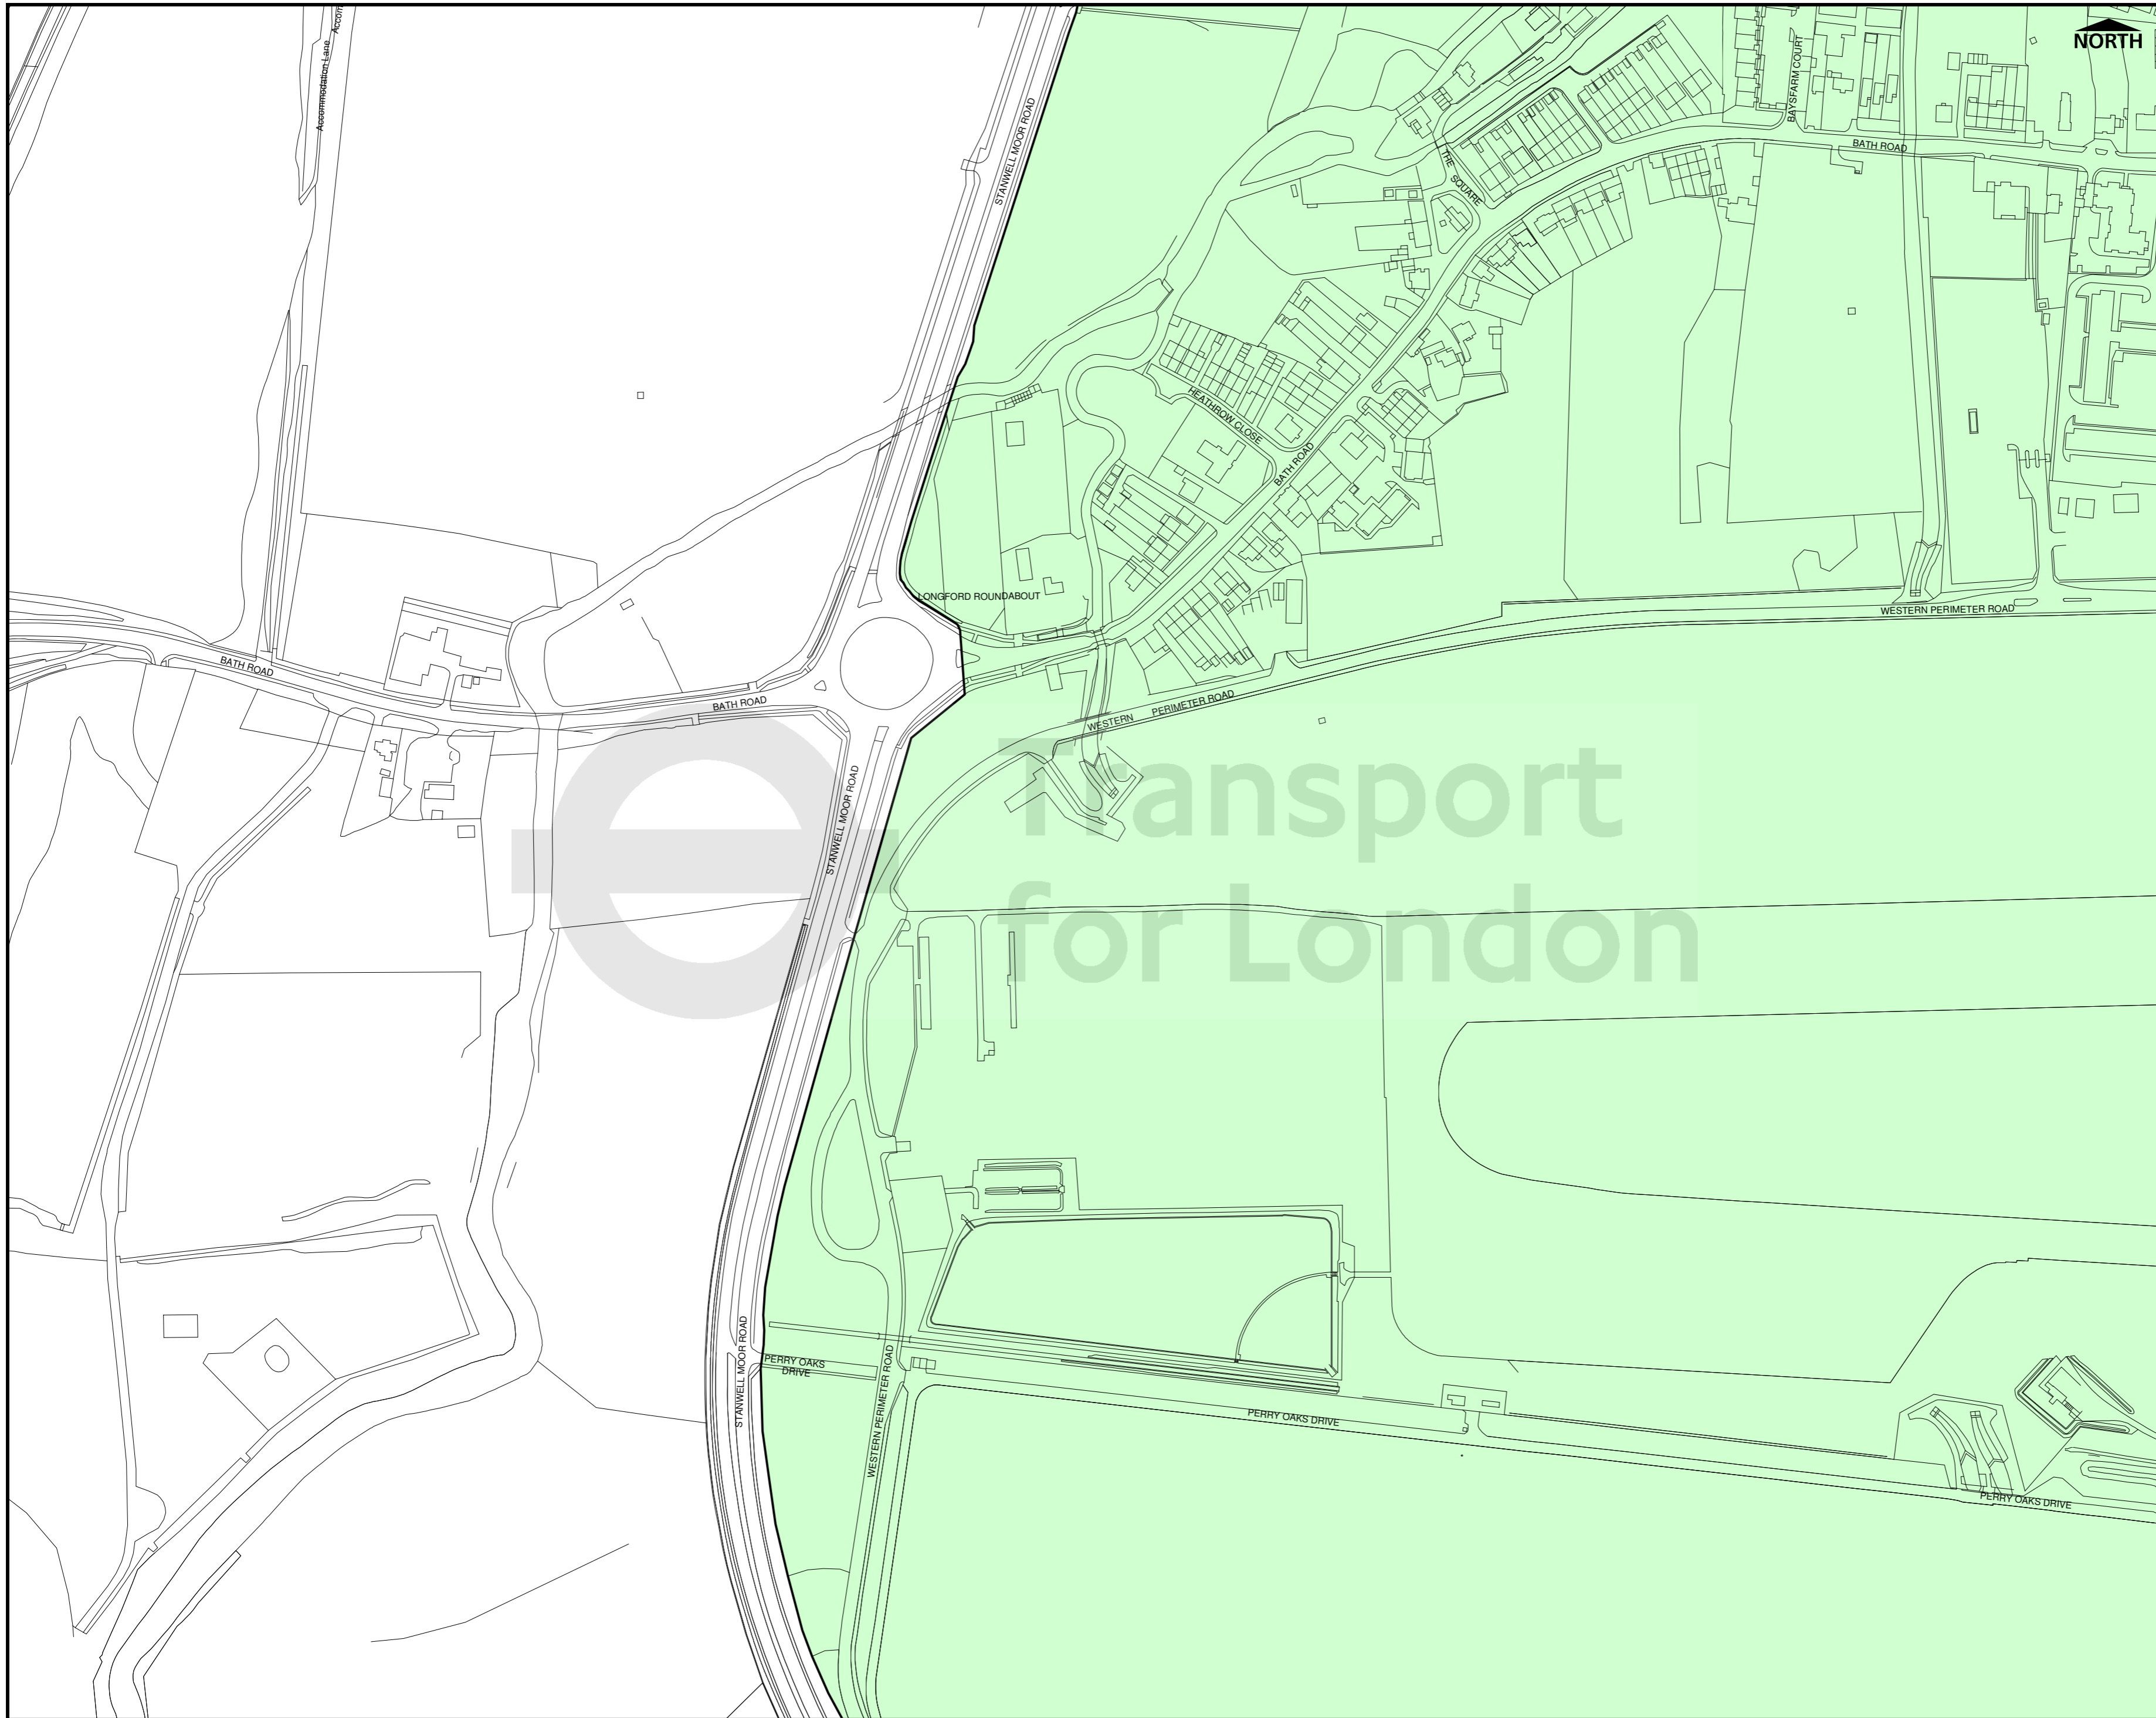 Accom
Accommodation Lane
STANWELL MOOR ROAD
BAYSFARM COURT
NORTH
BATH ROAD
THE
SQUARE
HEATHROW CLOSE
BATH ROAD
LONGFORD ROUNDABOUT
WESTERN PERIMETER ROAD
BATH ROAD
BATH ROAD
WESTERN PERIMETER ROAD
STANWELL MOOR ROAD
Transport
for London
STANWELL MOOR ROAD
PERRY OAKS
DRIVE
WESTERN PERIMETER ROAD
PERRY OAKS DRIVE
PERRY OAKS DRIVE